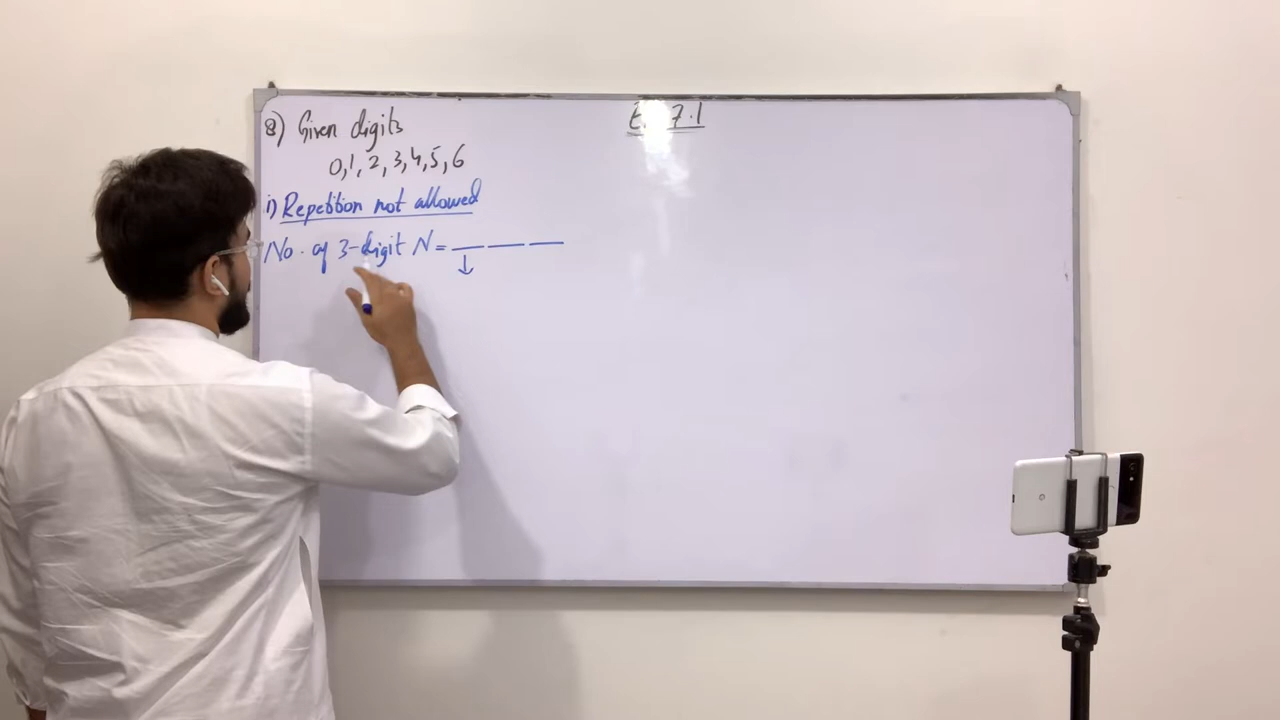 Ex 7.1
8) Given digits
0,1,2,3,4,5,6
i) Repetition not allowed
No. of 3-digit N = _ _ _
↓